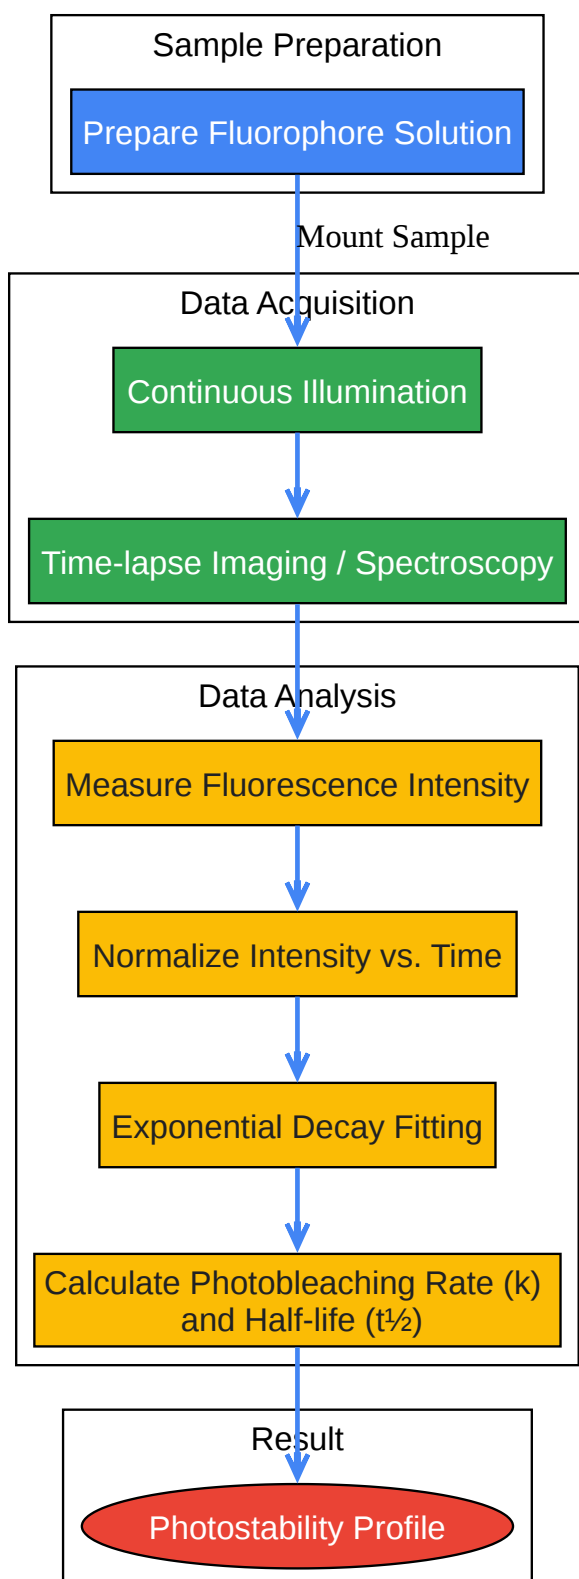 Sample Preparation
Prepare Fluorophore Solution
Mount Sample
Data Acquisition
Continuous Illumination
Time-lapse Imaging / Spectroscopy
Data Analysis
Measure Fluorescence Intensity
Normalize Intensity vs. Time
Exponential Decay Fitting
Calculate Photobleaching Rate (k)
and Half-life (t½)
Result
Photostability Profile